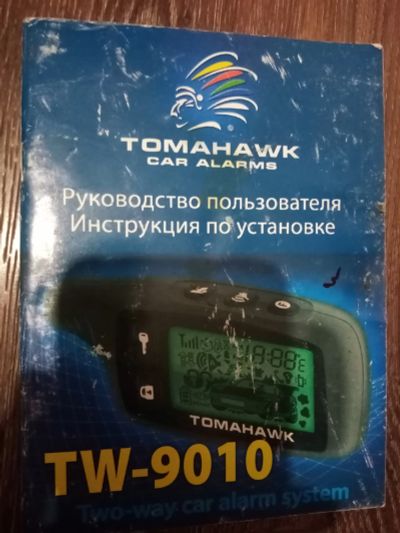 TOMAHAWK
CAR ALARMS
Руководство пользователя
Инструкция по установке
TOMAHAWK
TW-9010
Two-way car alarm system